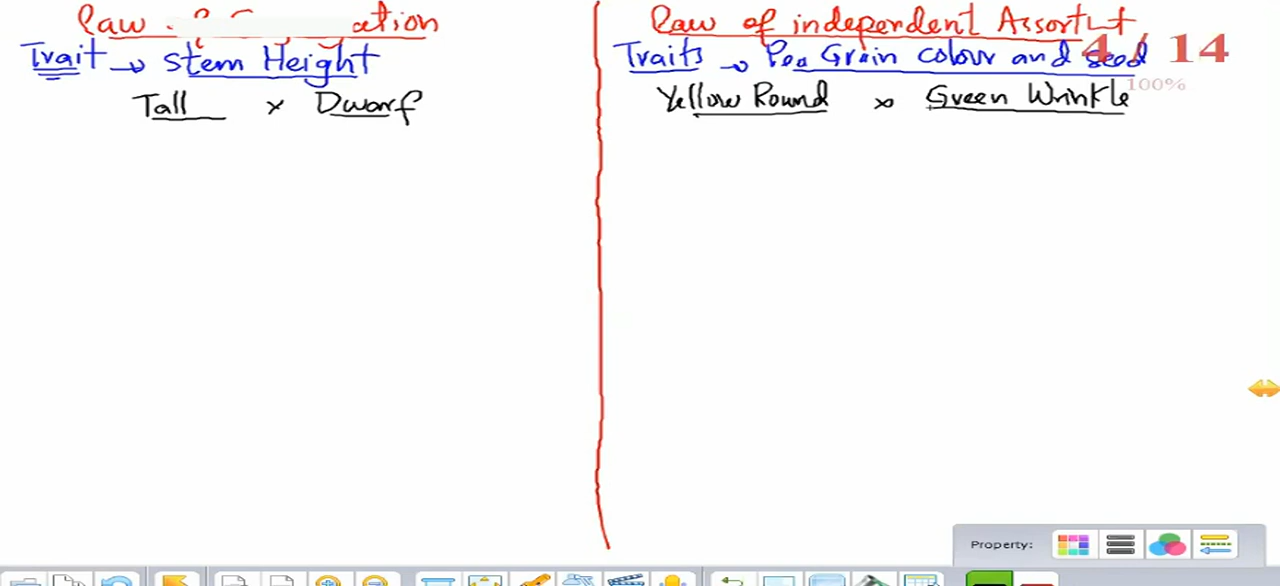 Law
Trait → Stem Height
Tall × Dwarf
Law of independent
Traits → Pea Grain colour and seed
Yellow Round × Green Wrinkle
4 / 14
100%
Property: